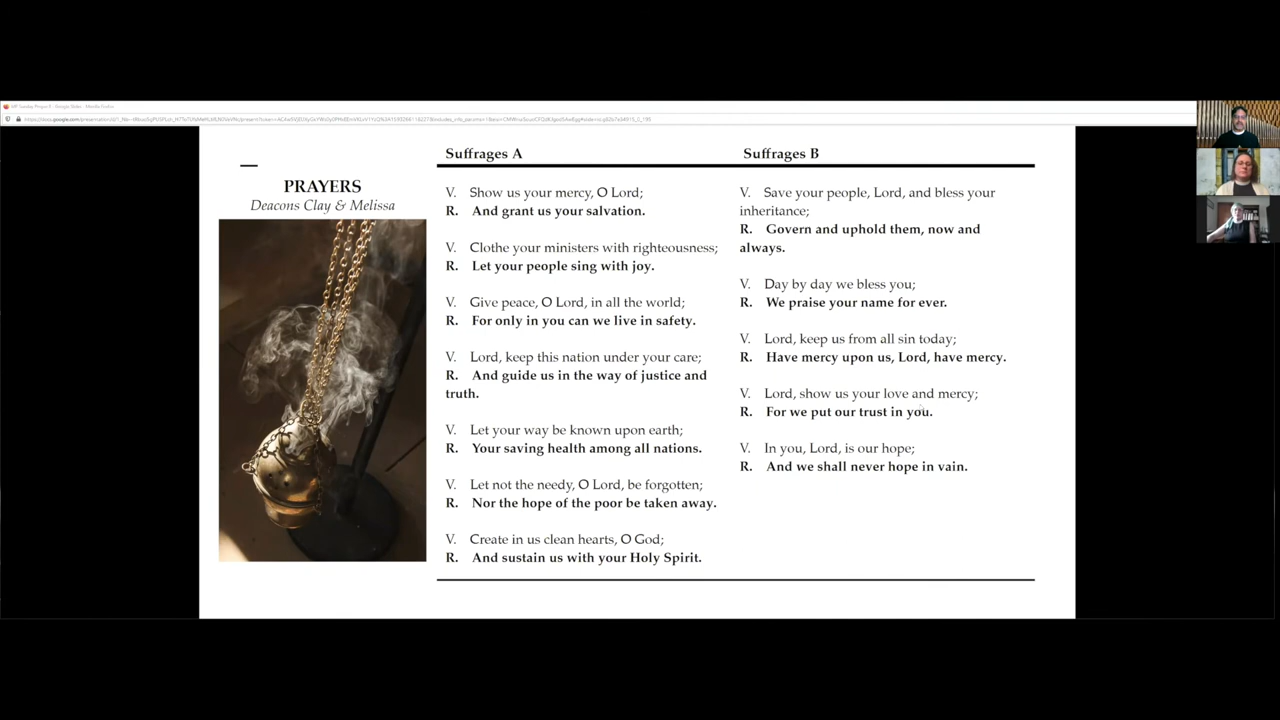 PRAYERS
Deacons Clay & Melissa
Suffrages A
V. Show us your mercy, O Lord;
R. And grant us your salvation.
V. Clothe your ministers with righteousness;
R. Let your people sing with joy.
V. Give peace, O Lord, in all the world;
R. For only in you can we live in safety.
V. Lord, keep this nation under your care;
R. And guide us in the way of justice and
truth.
V. Let your way be known upon earth;
R. Your saving health among all nations.
V. Let not the needy, O Lord, be forgotten;
R. Nor the hope of the poor be taken away.
V. Create in us clean hearts, O God;
R. And sustain us with your Holy Spirit.
Suffrages B
V. Save your people, Lord, and bless your
inheritance;
R. Govern and uphold them, now and
always.
V. Day by day we bless you;
R. We praise your name for ever.
V. Lord, keep us from all sin today;
R. Have mercy upon us, Lord, have mercy.
V. Lord, show us your love and mercy;
R. For we put our trust in you.
V. In you, Lord, is our hope;
R. And we shall never hope in vain.